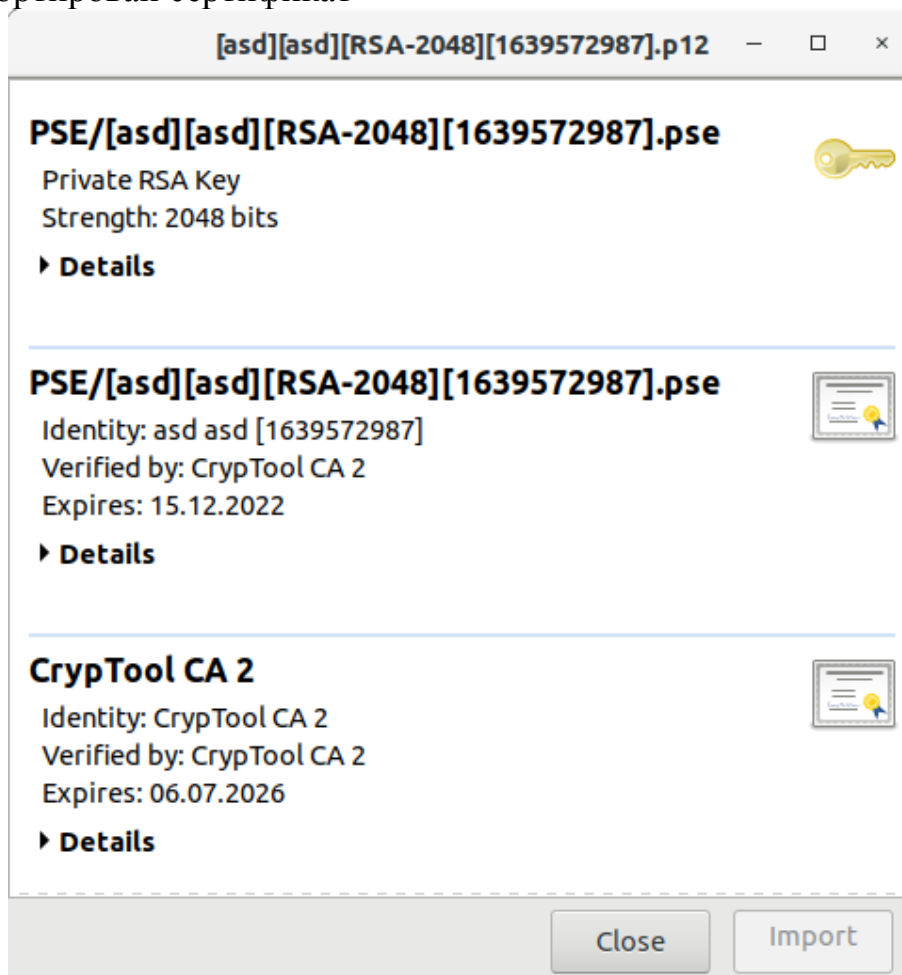 ортирован сертификат
[asd][asd][RSA-2048][1639572987].p12
PSE/[asd][asd][RSA-2048][1639572987].pse
Private RSA Key
Strength: 2048 bits
Details
PSE/[asd][asd][RSA-2048][1639572987].pse
Identity: asd asd [1639572987]
Verified by: CrypTool CA 2
Expires: 15.12.2022
Details
CrypTool CA 2
Identity: CrypTool CA 2
Verified by: CrypTool CA 2
Expires: 06.07.2026
Details
Close Import